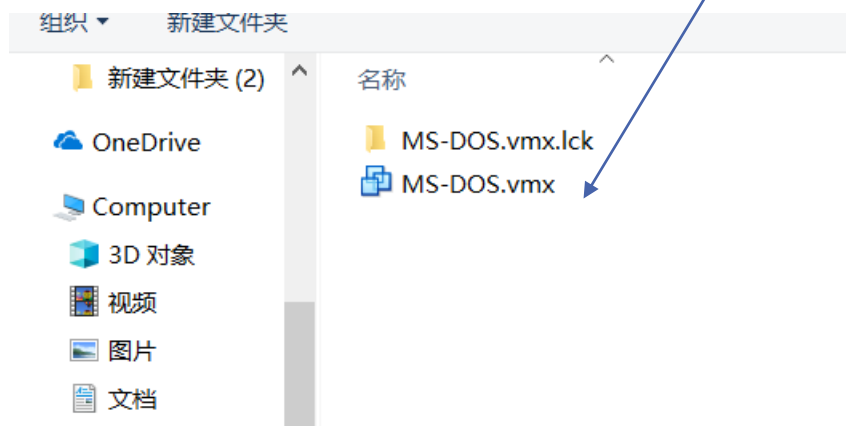 组织 新建文件夹
新建文件夹 (2)
OneDrive
Computer
3D 对象
视频
图片
文档
名称
MS-DOS.vmx.lck
MS-DOS.vmx